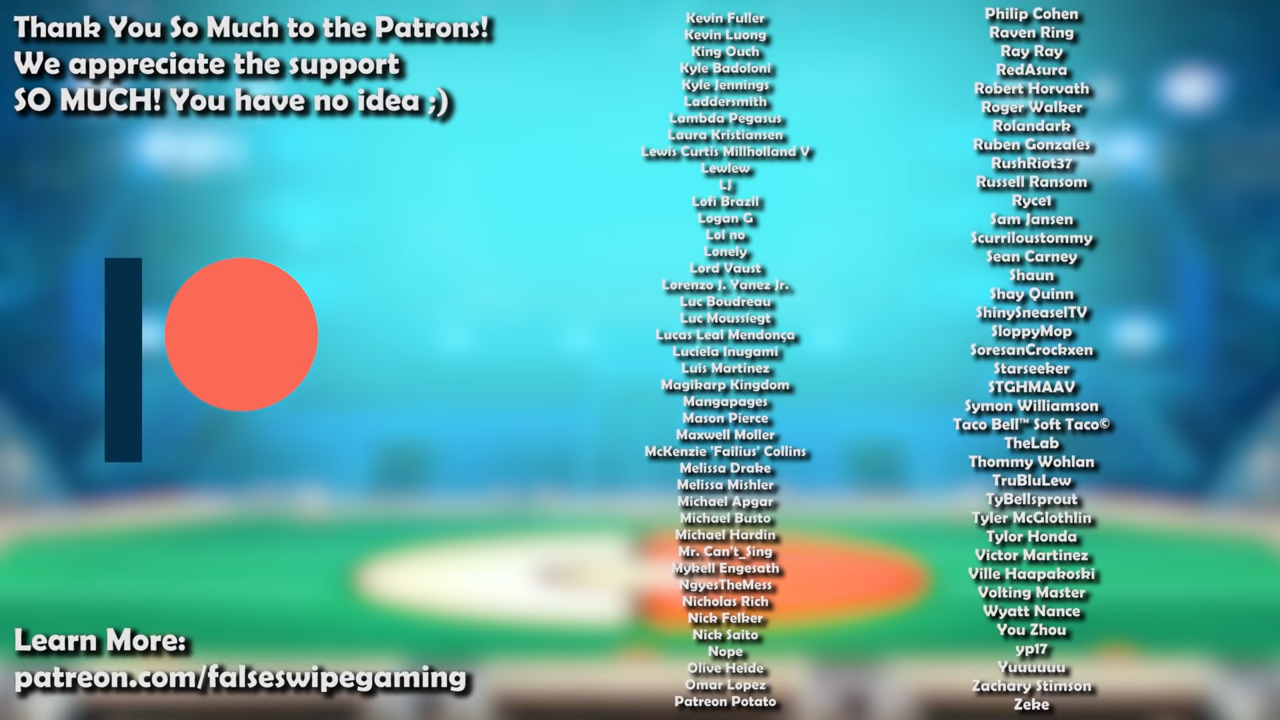 Thank You So Much to the Patrons!
We appreciate the support
SO MUCH! You have no idea ;)
Kevin Fuller
Kevin Luong
King Ouch
Kyle Badoloni
Kyle Jennings
Laddersmith
Lambda Pegasus
Laura Kristiansen
Lewis Curtis Millholland V
Lewlew
LJ
Lofi Brazil
Logan G
Lol no
Lonely
Lord Vaust
Lorenzo J. Yanez Jr.
Luc Boudreau
Luc Moussiegt
Lucas Leal Mendonça
Luciela Inugami
Luis Martinez
Magikarp Kingdom
Mangapages
Mason Pierce
Maxwell Moller
McKenzie 'Failius' Collins
Melissa Drake
Melissa Mishler
Michael Apgar
Michael Busto
Michael Hardin
Mr. Can't_Sing
Mykell Engesath
NgyesTheMess
Nicholas Rich
Nick Felker
Nick Saito
Nope
Olive Heide
Omar Lopez
Patreon Potato
Philip Cohen
Raven Ring
Ray Ray
RedAsura
Robert Horvath
Roger Walker
Rolandark
Ruben Gonzales
RushRiot37
Russell Ransom
Ryce1
Sam Jansen
Scurriloustommy
Sean Carney
Shaun
Shay Quinn
ShinySneaselTV
SloppyMop
SoresanCrockxen
Starseeker
STGHMAAV
Symon Williamson
Taco Bell™ Soft Taco©
TheLab
Thommy Wohlan
TruBluLew
TyBellsprout
Tyler McGlothlin
Tylor Honda
Victor Martinez
Ville Haapakoski
Volting Master
Wyatt Nance
You Zhou
yp17
Yuuuuuu
Zachary Stimson
Zeke
Learn More:
patreon.com/falseswipegaming